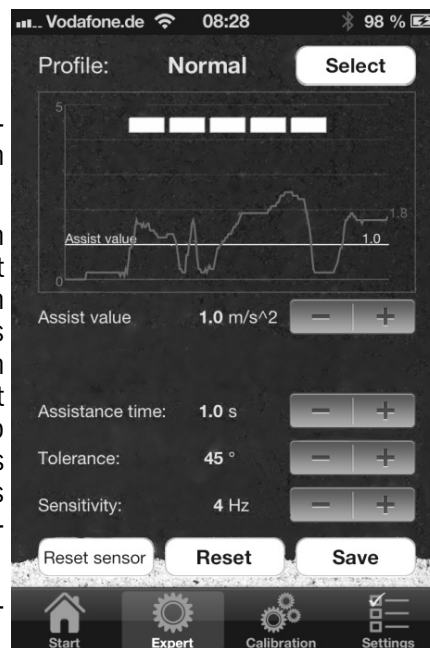 Vodafone.de 08:28 98 %
Profile: Normal Select
5
1.8
Assist value 1.0
0
Assist value 1.0 m/s^2 − +
Assistance time: 1.0 s − +
Tolerance: 45 ° − +
Sensitivity: 4 Hz − +
Reset sensor Reset Save
Start Expert Calibration Settings